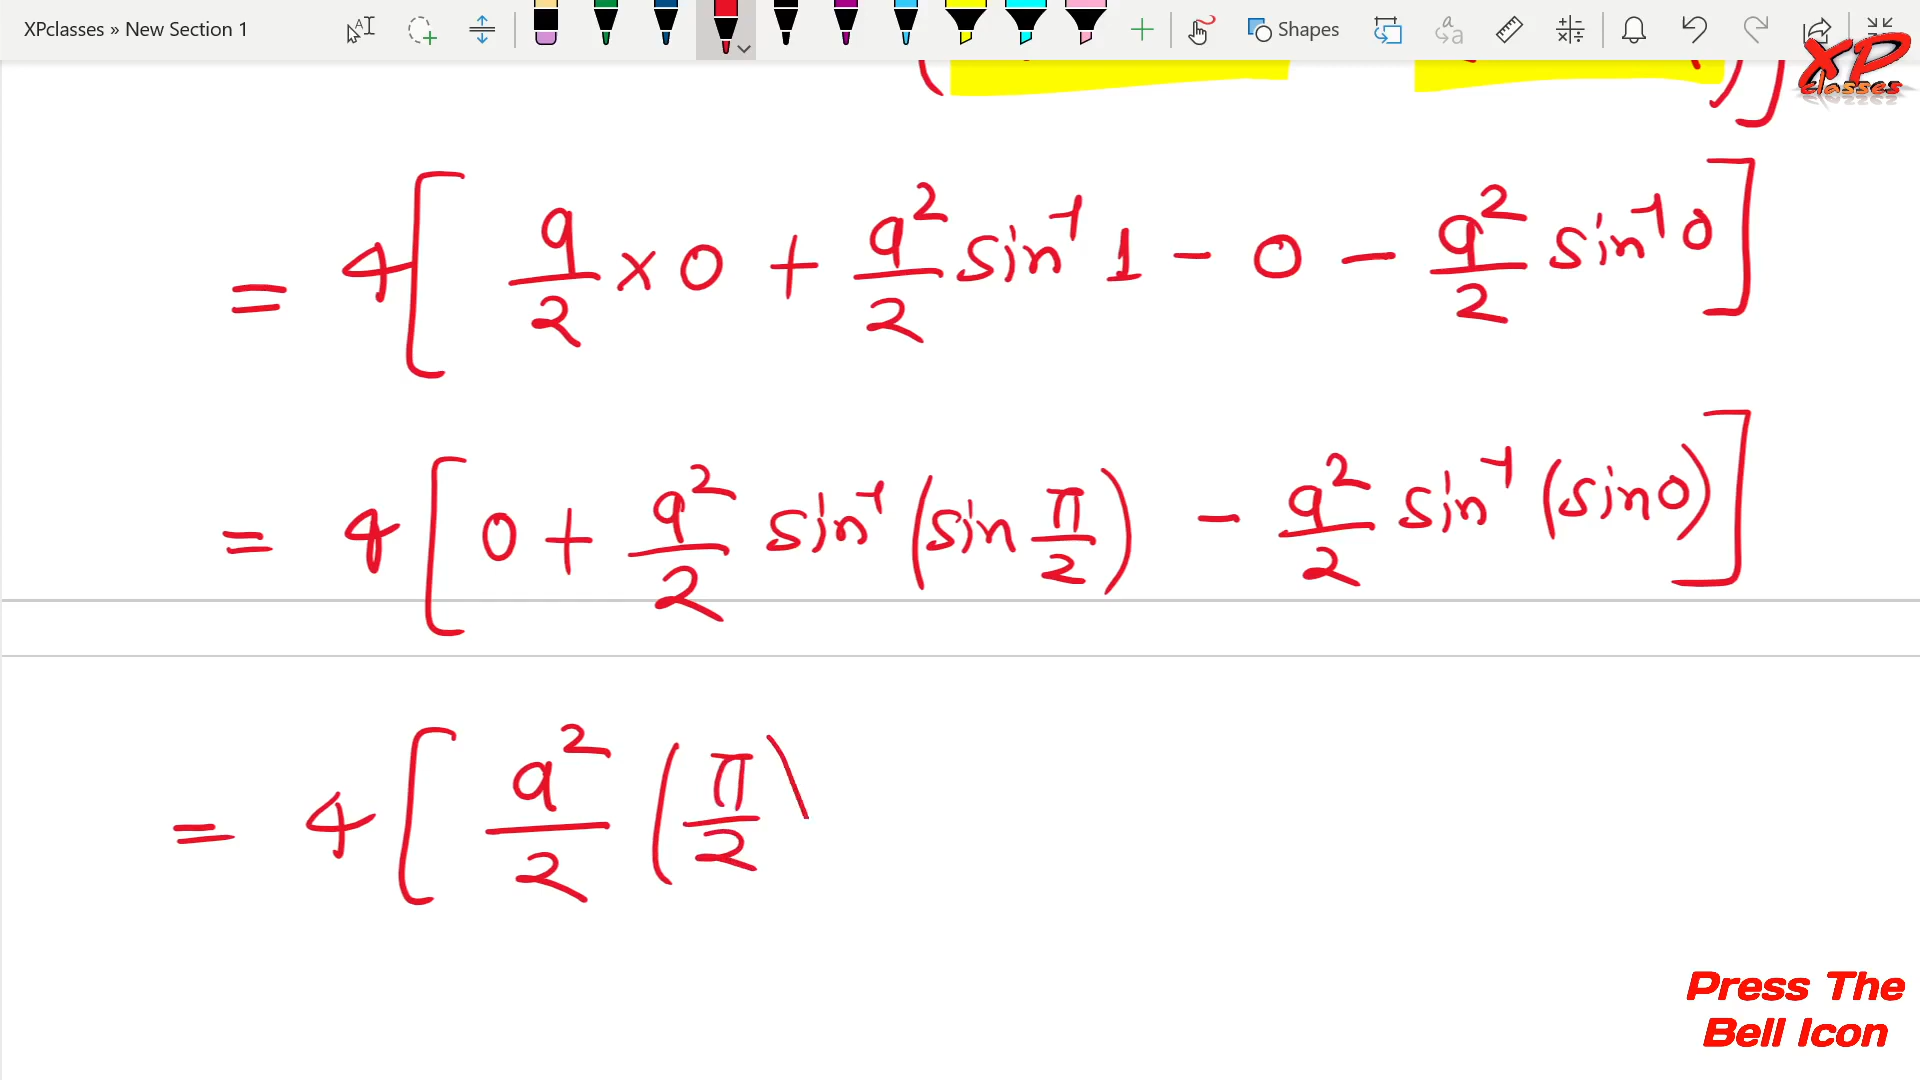 XPclasses » New Section 1
Shapes
XP
classes
= 4[ a/2 × 0 + a²/2 sin⁻¹ 1 - 0 - a²/2 sin⁻¹ 0 ]
= 4[ 0 + a²/2 sin⁻¹ (sin π/2) - a²/2 sin⁻¹ (sin 0) ]
= 4[ a²/2 ( π/2 )
Press The
Bell Icon